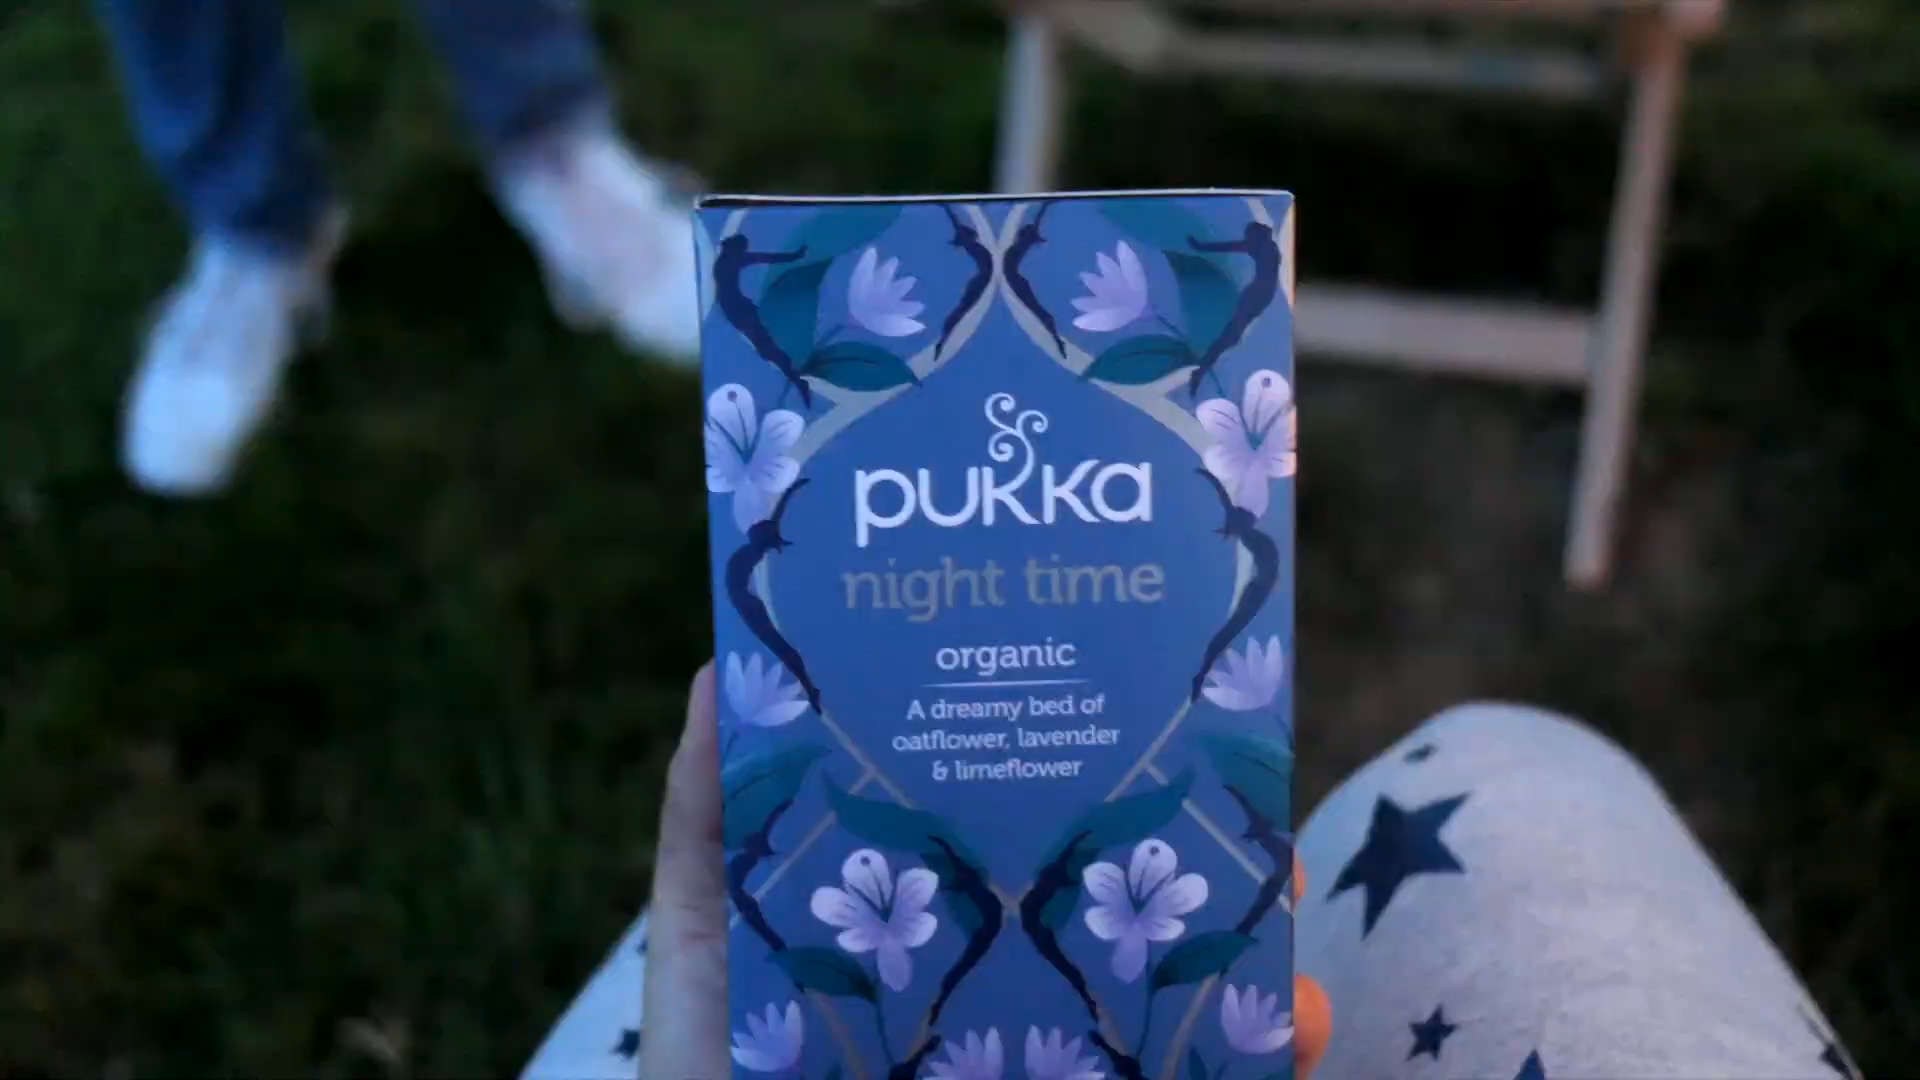 pukka
night time
organic
A dreamy bed of
oatflower, lavender
& limeflower